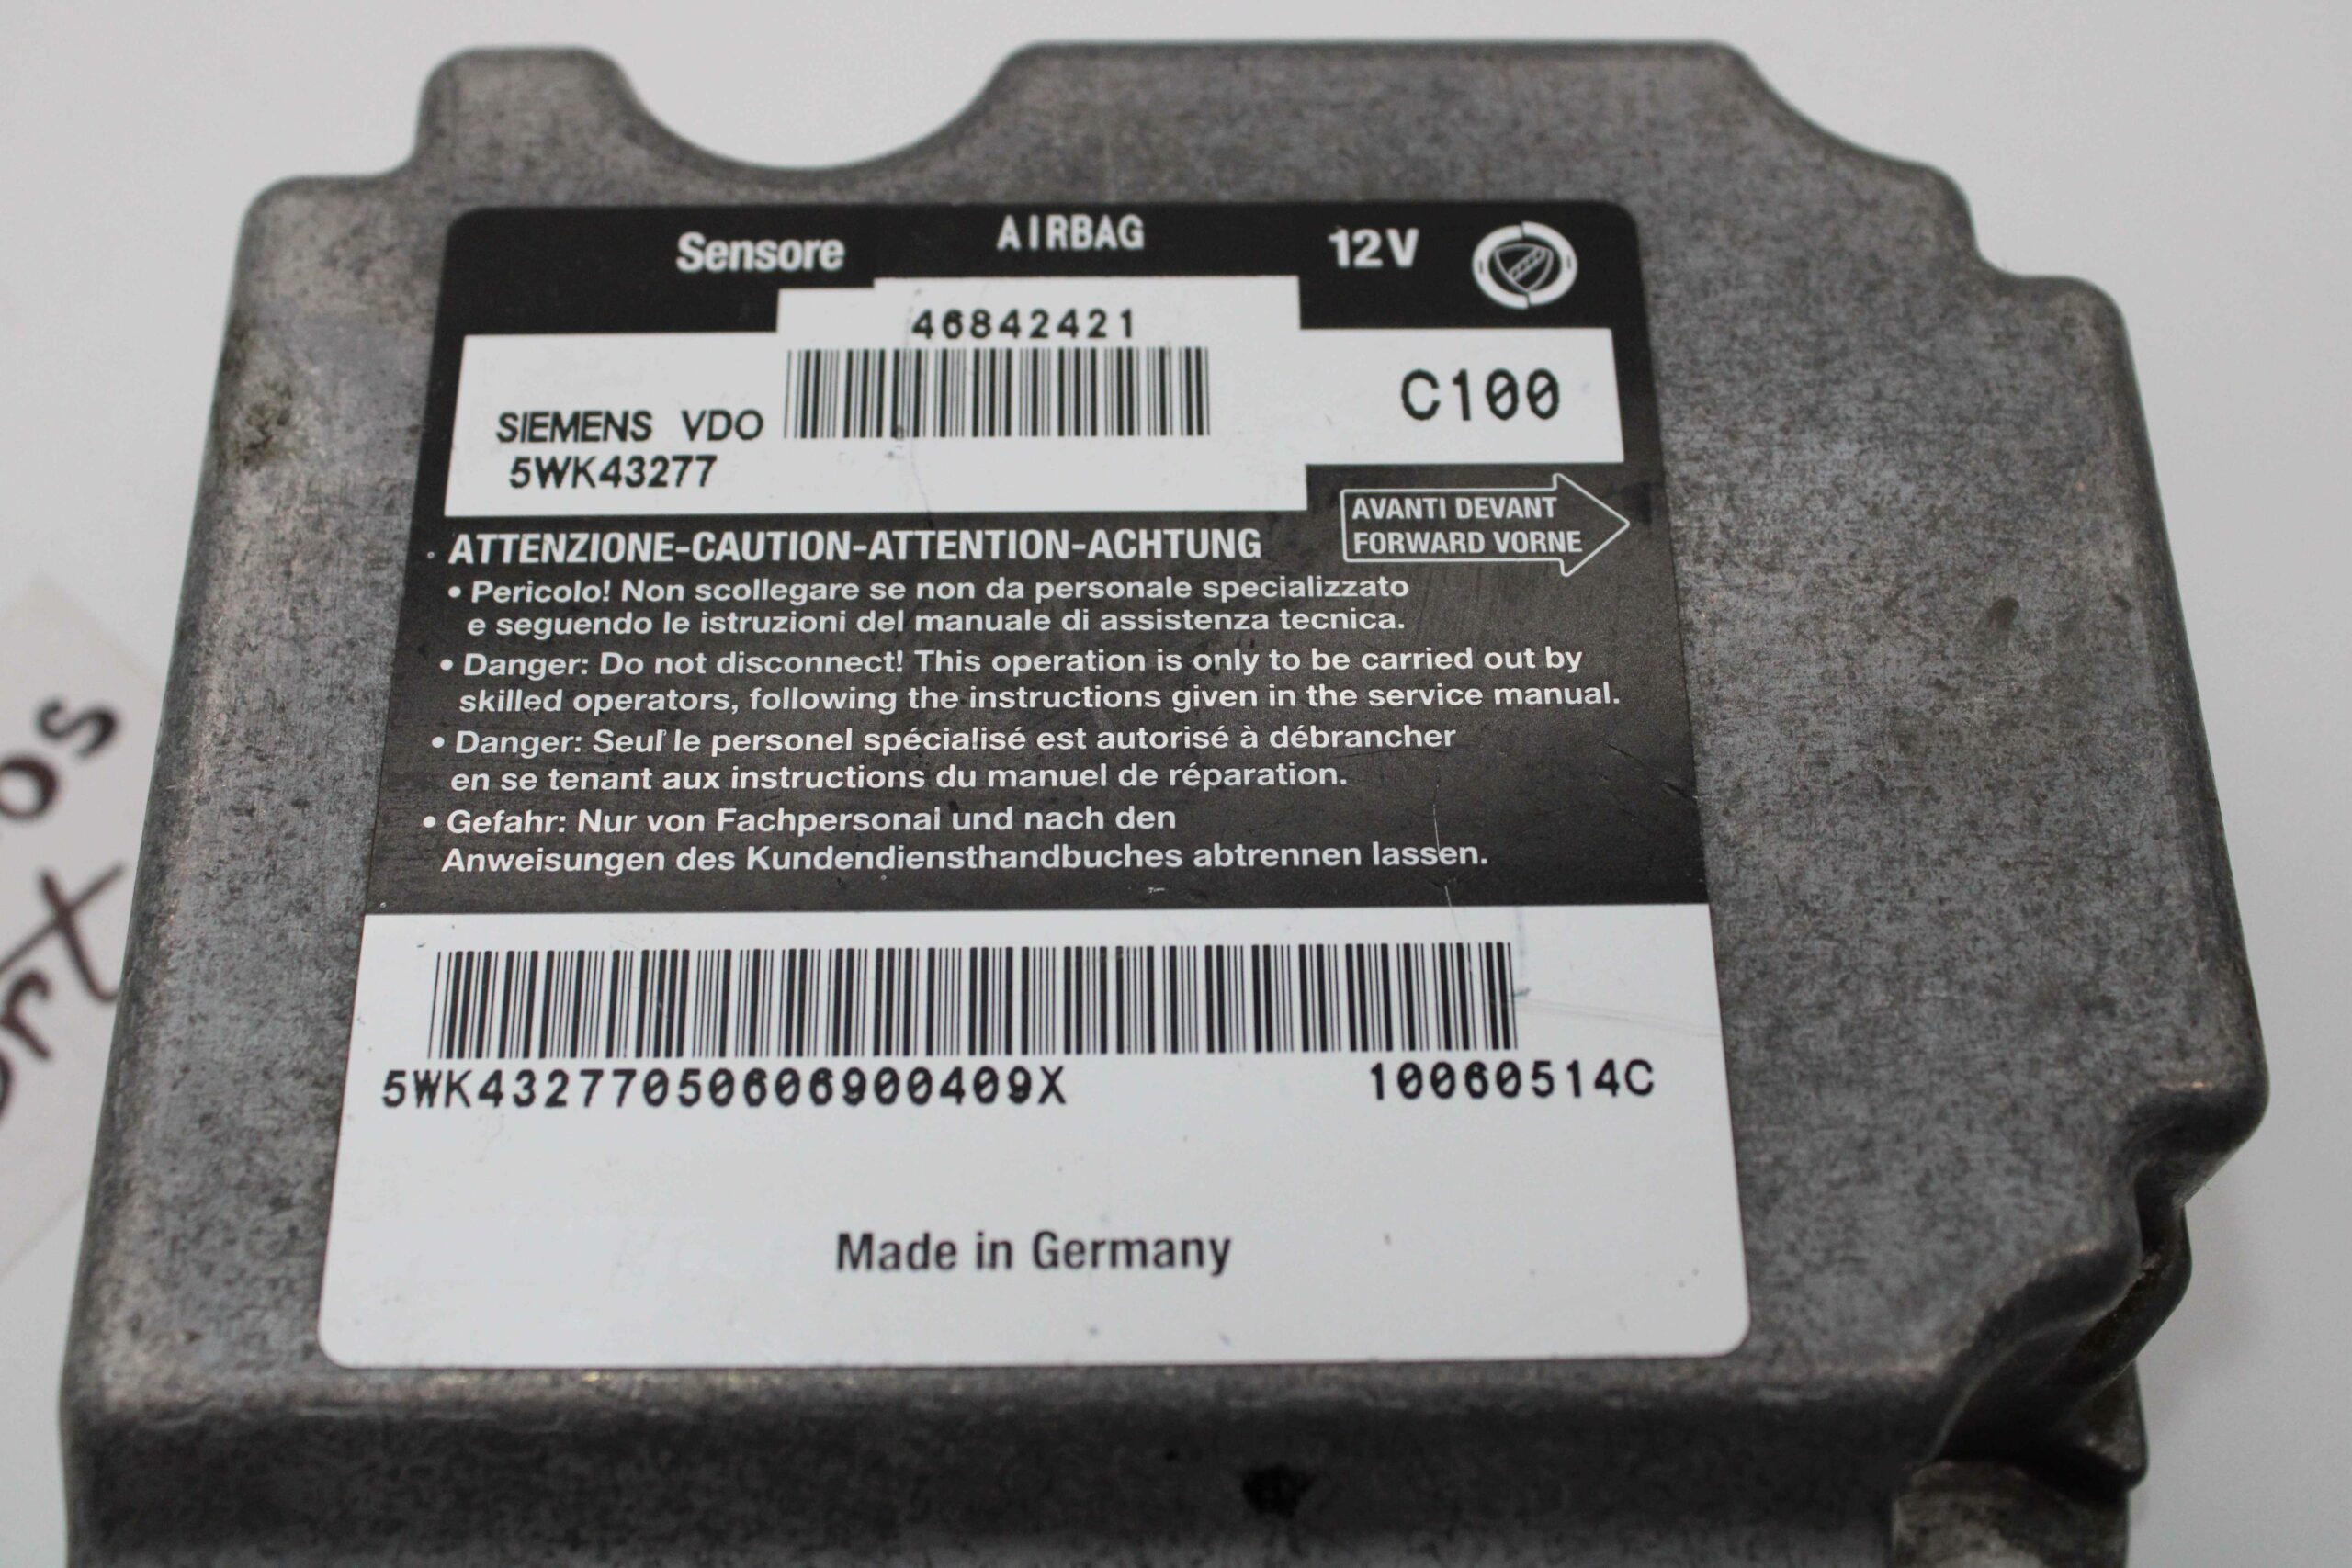 Sensore AIRBAG 12V
46842421
C100
SIEMENS VDO
5WK43277
AVANTI DEVANT
FORWARD VORNE
ATTENZIONE-CAUTION-ATTENTION-ACHTUNG
• Pericolo! Non scollegare se non da personale specializzato
e seguendo le istruzioni del manuale di assistenza tecnica.
• Danger: Do not disconnect! This operation is only to be carried out by
skilled operators, following the instructions given in the service manual.
• Danger: Seul le personel spécialisé est autorisé à débrancher
en se tenant aux instructions du manuel de réparation.
• Gefahr: Nur von Fachpersonal und nach den
Anweisungen des Kundendiensthandbuches abtrennen lassen.
5WK43277050606900409X 10060514C
Made in Germany